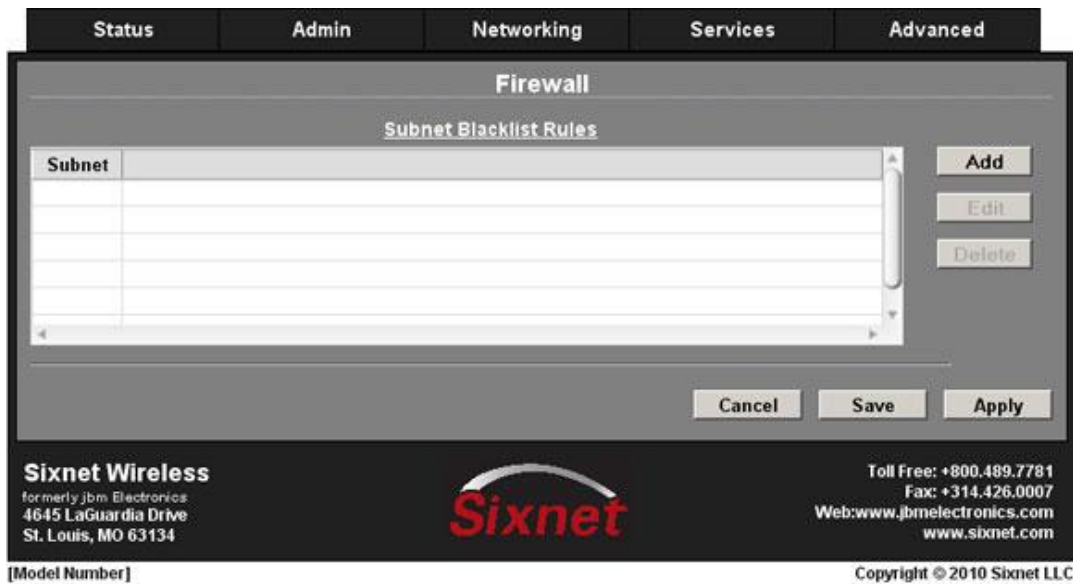 Status Admin Networking Services Advanced
Firewall
Subnet Blacklist Rules
Subnet
Add
Edit
Delete
Cancel Save Apply
Sixnet Wireless
formerly jbm Electronics
4645 LaGuardia Drive
St. Louis, MO 63134
Sixnet
Toll Free: +800.489.7781
Fax: +314.426.0007
Web:www.jbmelectronics.com
www.sixnet.com
[Model Number]
Copyright © 2010 Sixnet LLC